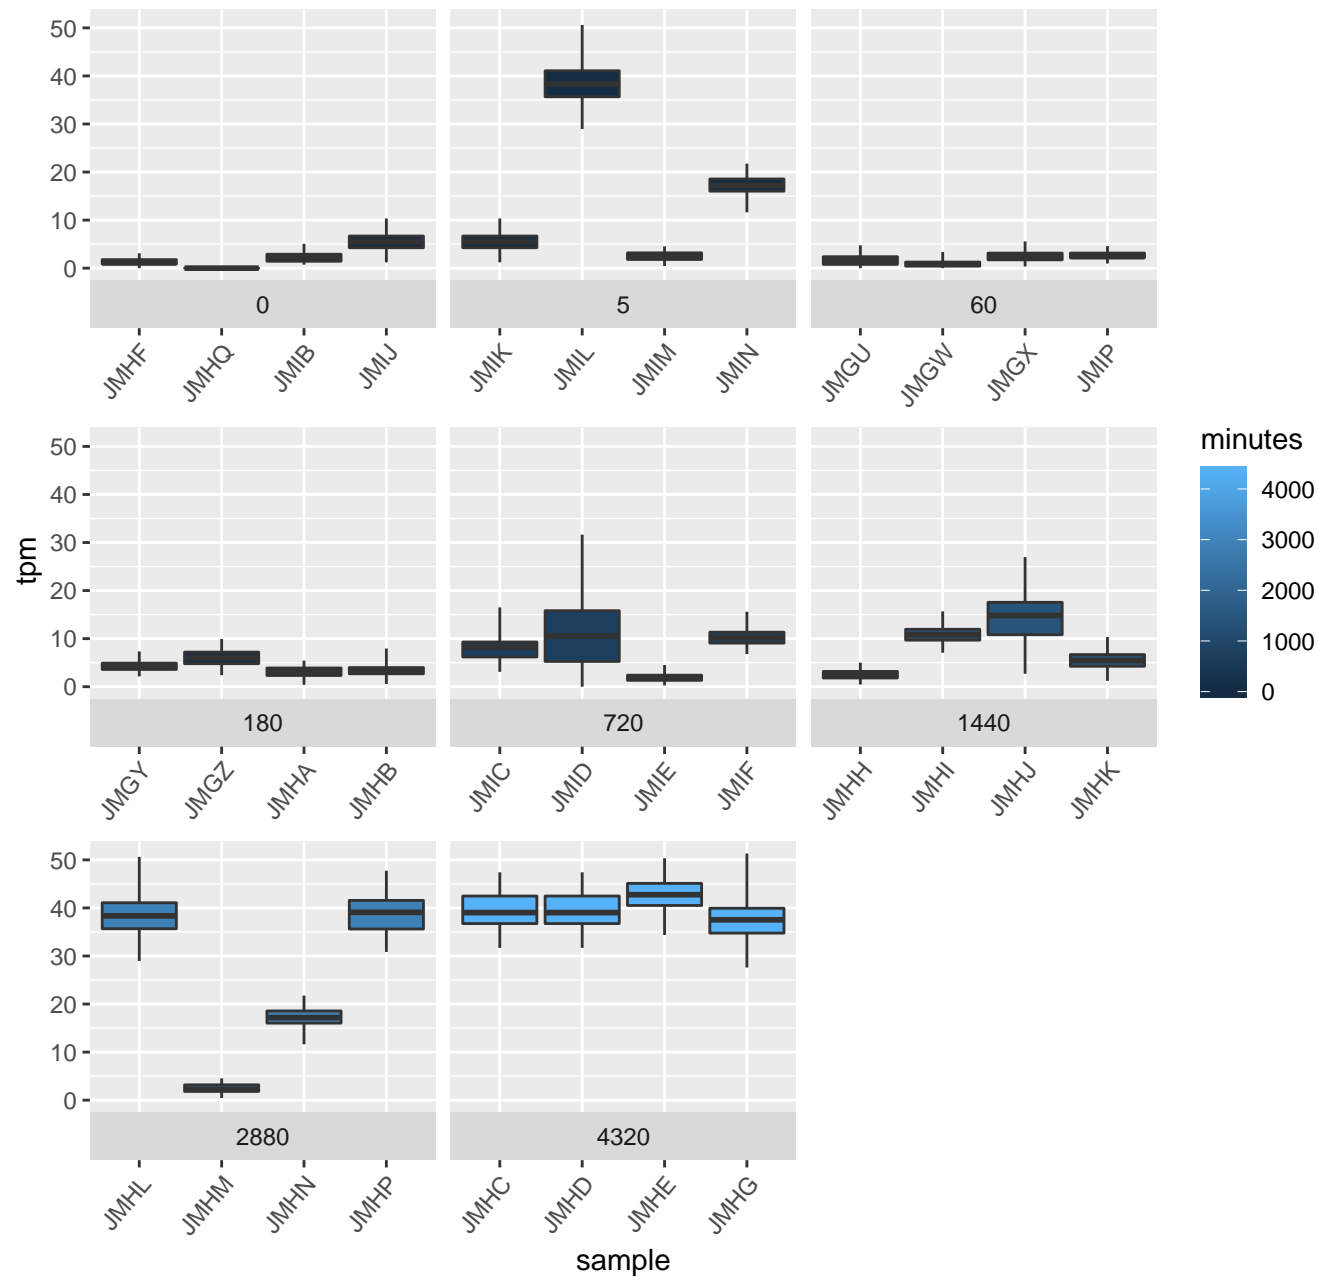 50
40
30
20
10
0
0
5
60
JMHF
JMHQ
JMIB
JMIJ
JMIK
JMIL
JMIM
JMIN
JMGU
JMGW
JMGX
JMIP
tpm
50
40
30
20
10
0
180
720
1440
JMGY
JMGZ
JMHA
JMHB
JMIC
JMID
JMIE
JMIF
JMHH
JMHI
JMHJ
JMHK
minutes
4000
3000
2000
1000
0
50
40
30
20
10
0
2880
4320
JMHL
JMHM
JMHN
JMHP
JMHC
JMHD
JMHE
JMHG
sample